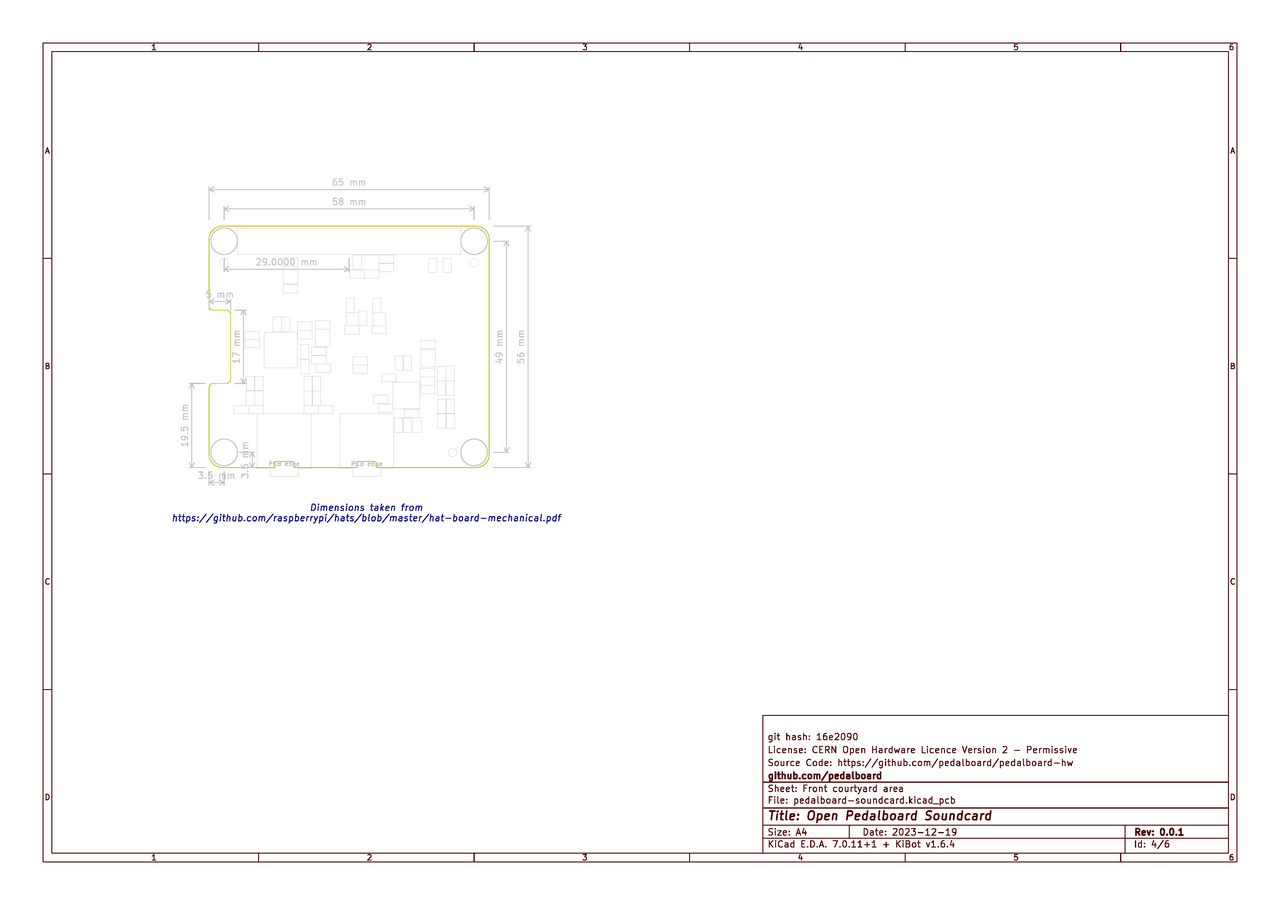 1 2 3 4 5 6
A A
65 mm
58 mm
29.0000 mm
5 mm
17 mm
49 mm
56 mm
B B
19.5 mm
3.5 mm
PCB edge PCB edge
3.5 mm
Dimensions taken from
https://github.com/raspberrypi/hats/blob/master/hat-board-mechanical.pdf
C C
git hash: 16e2090
License: CERN Open Hardware Licence Version 2 - Permissive
Source Code: https://github.com/pedalboard/pedalboard-hw
github.com/pedalboard
Sheet: Front courtyard area
D D
File: pedalboard-soundcard.kicad_pcb
Title: Open Pedalboard Soundcard
Size: A4 Date: 2023-12-19 Rev: 0.0.1
KiCad E.D.A. 7.0.11+1 + KiBot v1.6.4 Id: 4/6
1 2 3 4 5 6